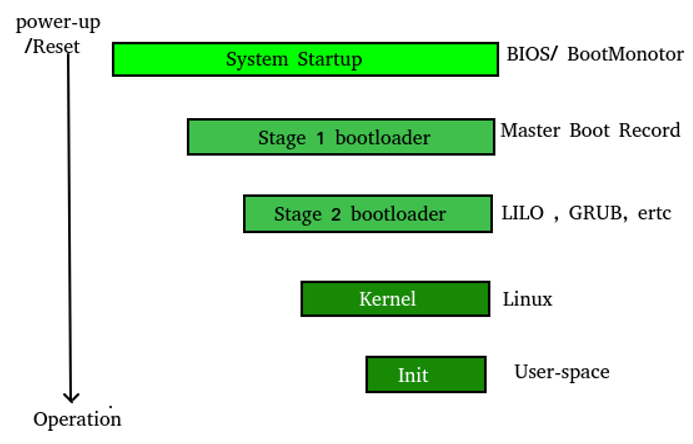 power-up
/Reset
System Startup
BIOS/ BootMonotor
Stage 1 bootloader
Master Boot Record
Stage 2 bootloader
LILO , GRUB, ertc
Kernel
Linux
Init
User-space
Operation